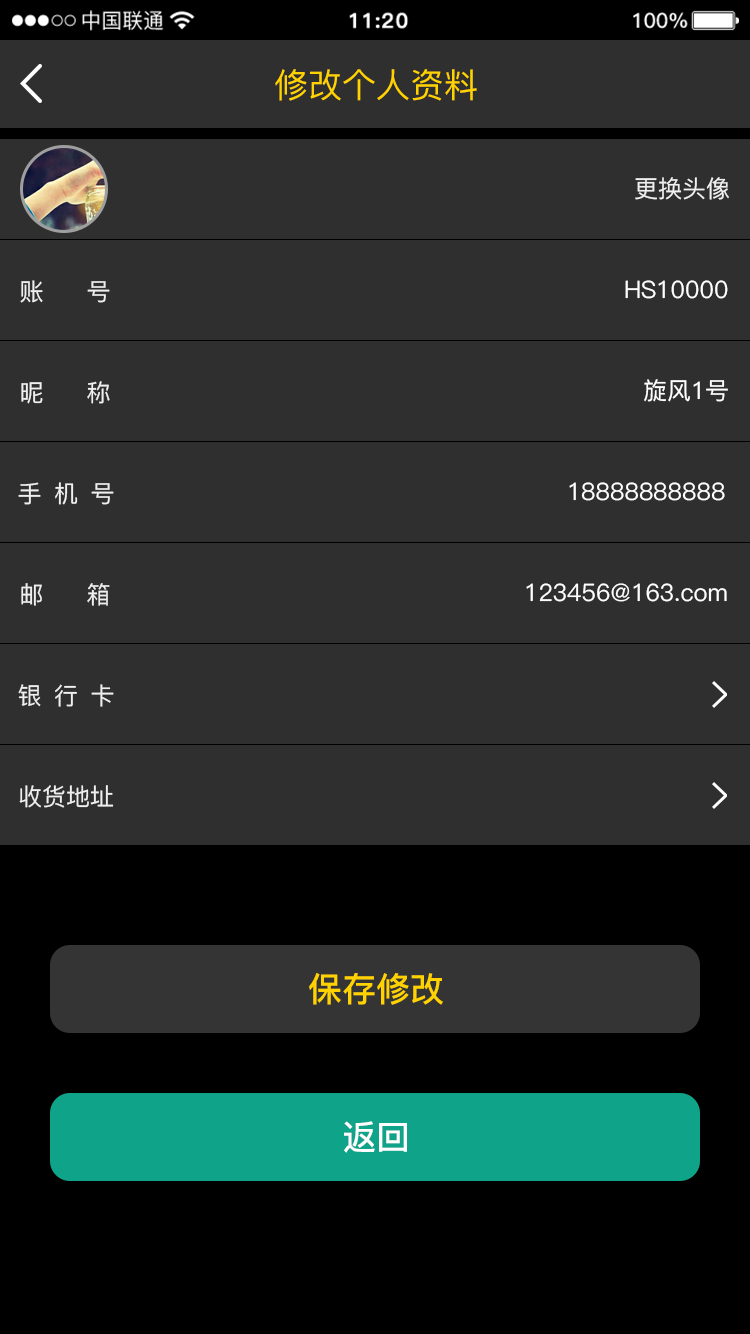 中国联通 11:20 100%
修改个人资料
更换头像
账 号 HS10000
昵 称 旋风1号
手 机 号 18888888888
邮 箱 123456@163.com
银 行 卡
收货地址
保存修改
返回